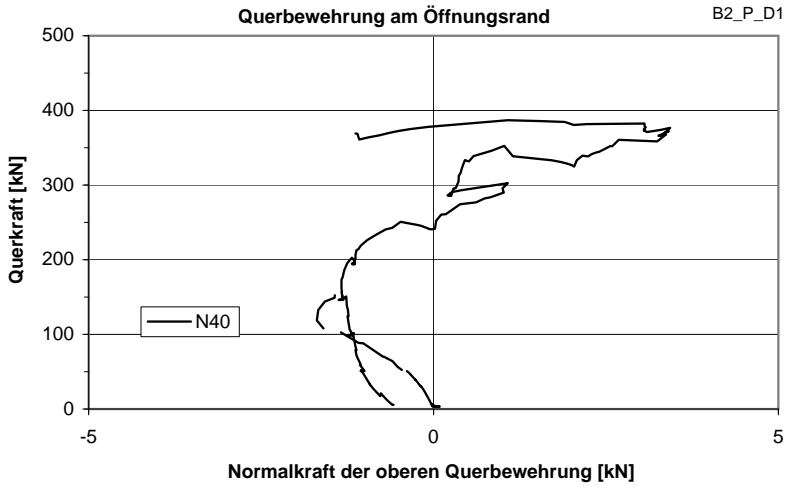 Querbewehrung am Öffnungsrand
B2_P_D1
500
400
300
200
100
0
Querkraft [kN]
N40
-5
0
5
Normalkraft der oberen Querbewehrung [kN]